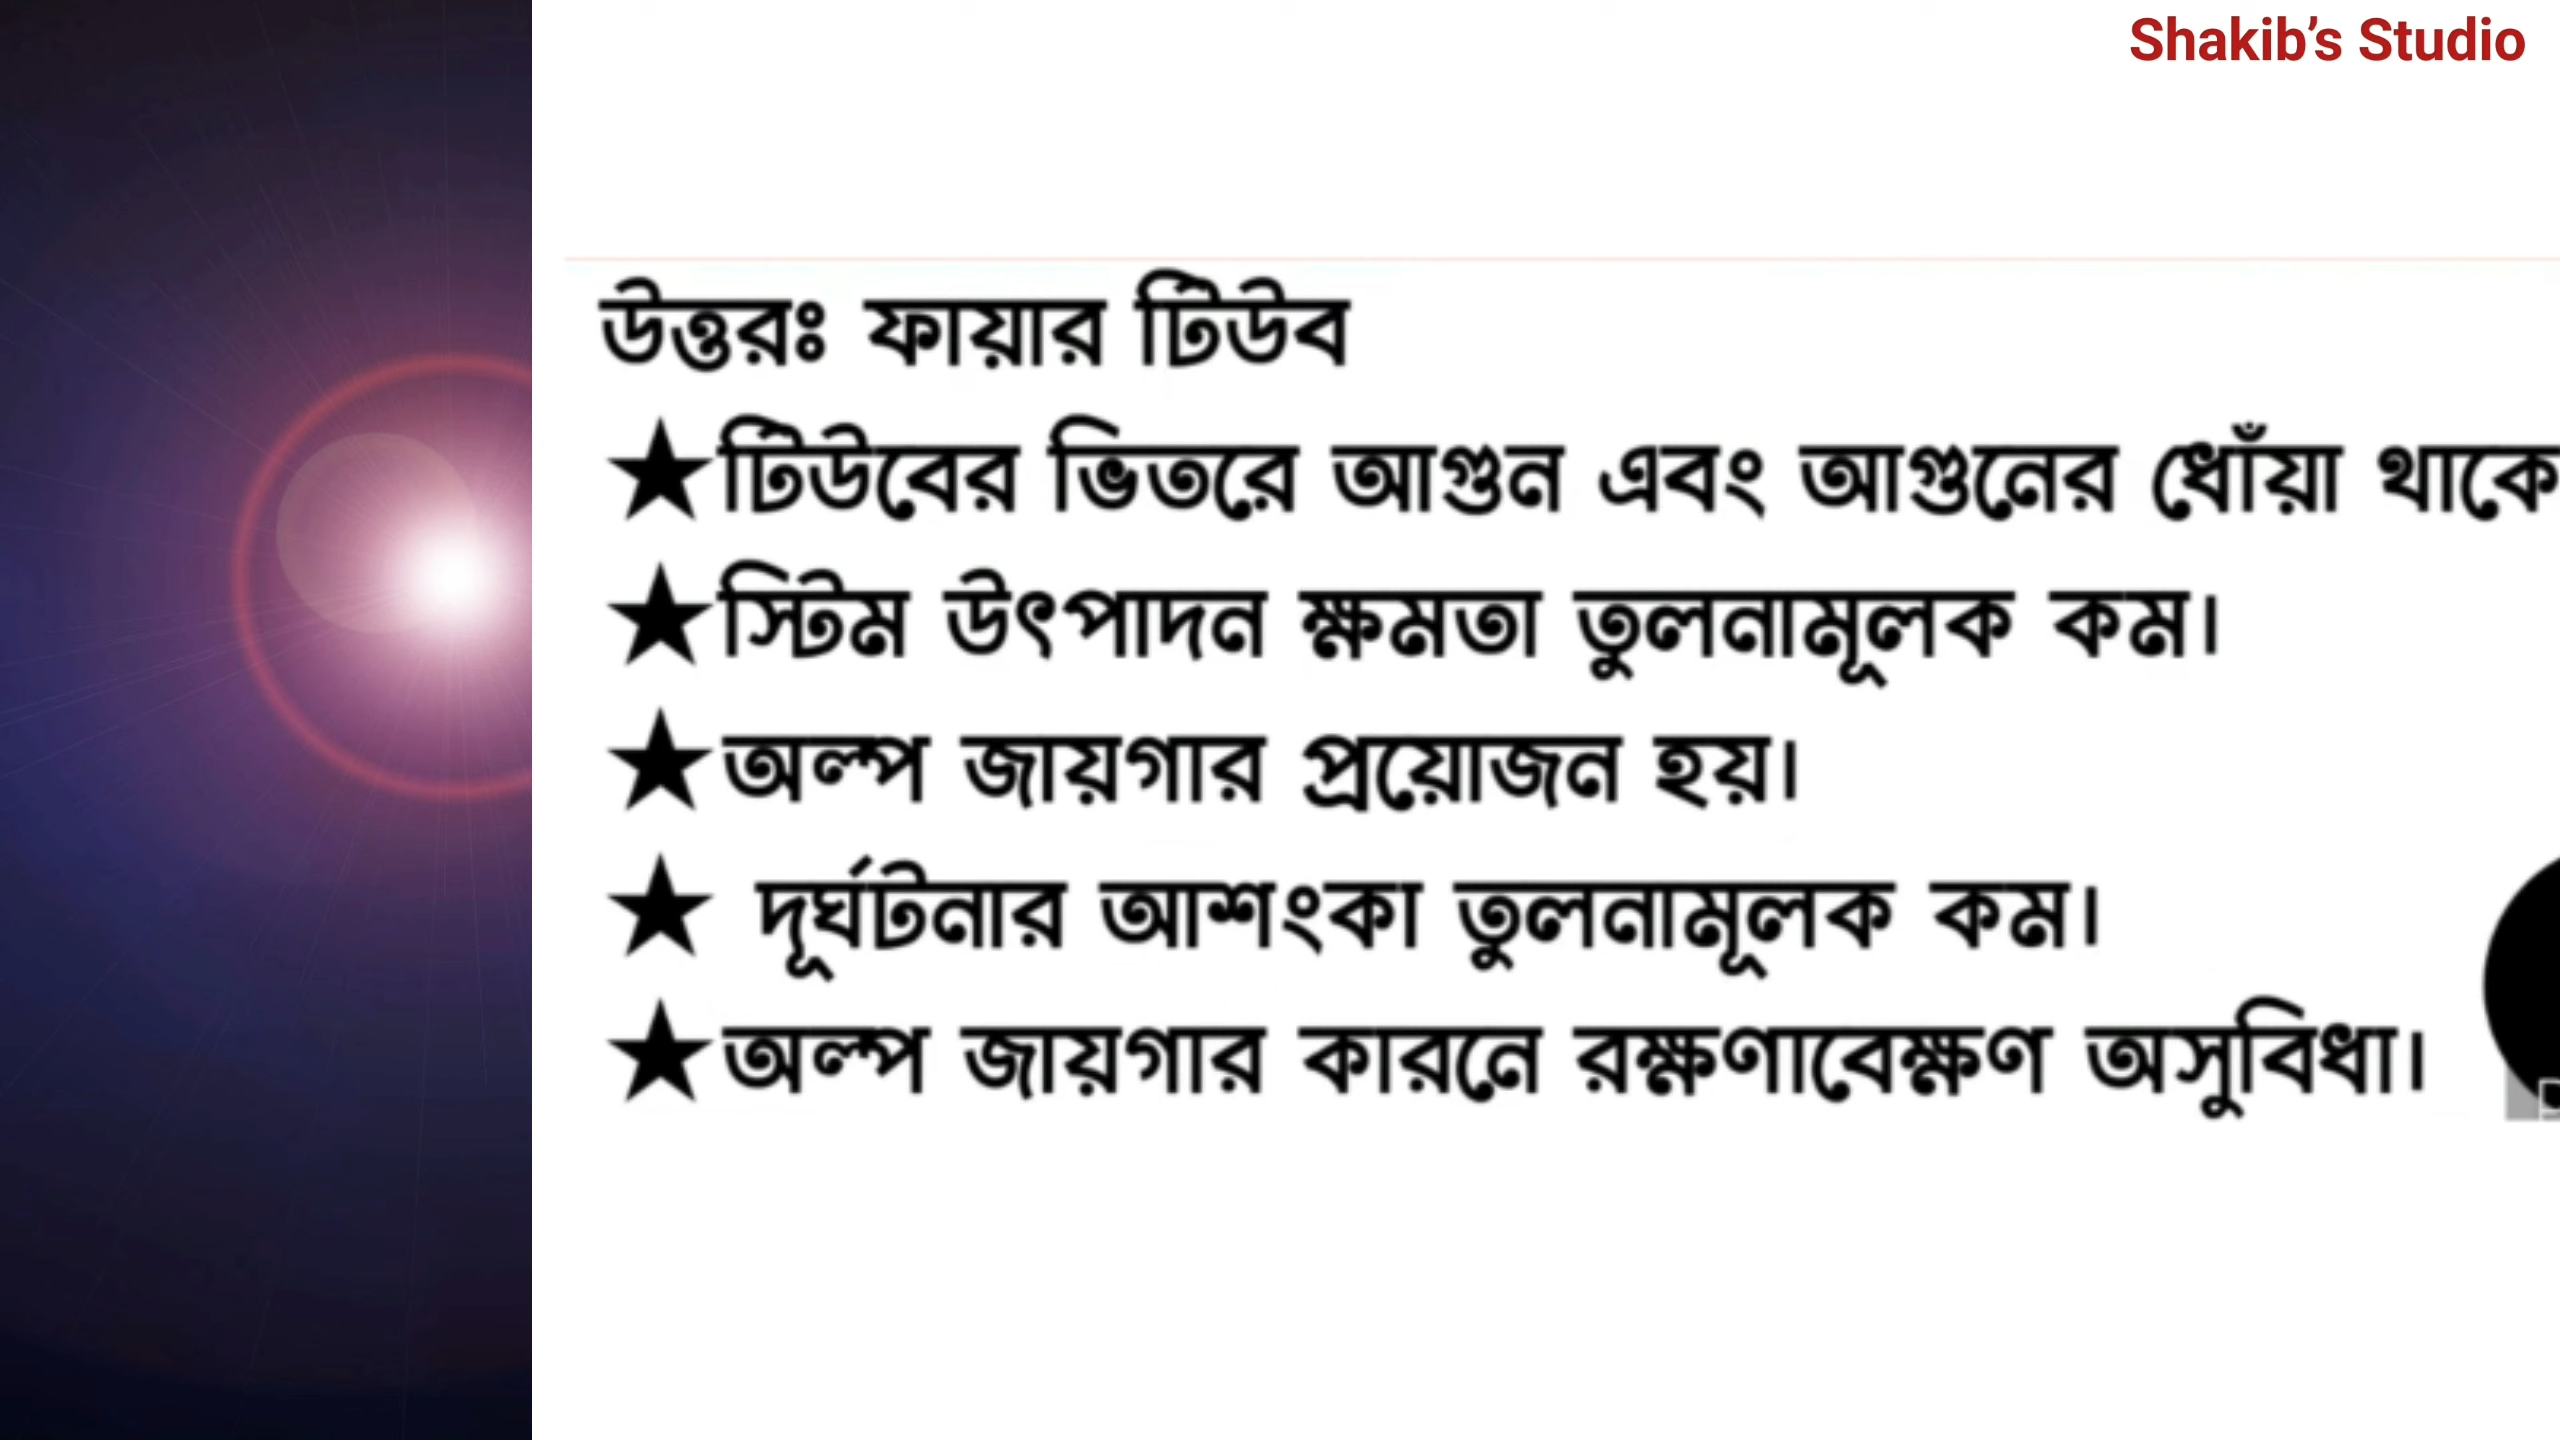 Shakib’s Studio
উত্তরঃ ফায়ার টিউব
★টিউবের ভিতরে আগুন এবং আগুনের ধোঁয়া থাকে
★স্টিম উৎপাদন ক্ষমতা তুলনামূলক কম।
★অল্প জায়গার প্রয়োজন হয়।
★ দূর্ঘটনার আশংকা তুলনামূলক কম।
★অল্প জায়গার কারনে রক্ষণাবেক্ষণ অসুবিধা।